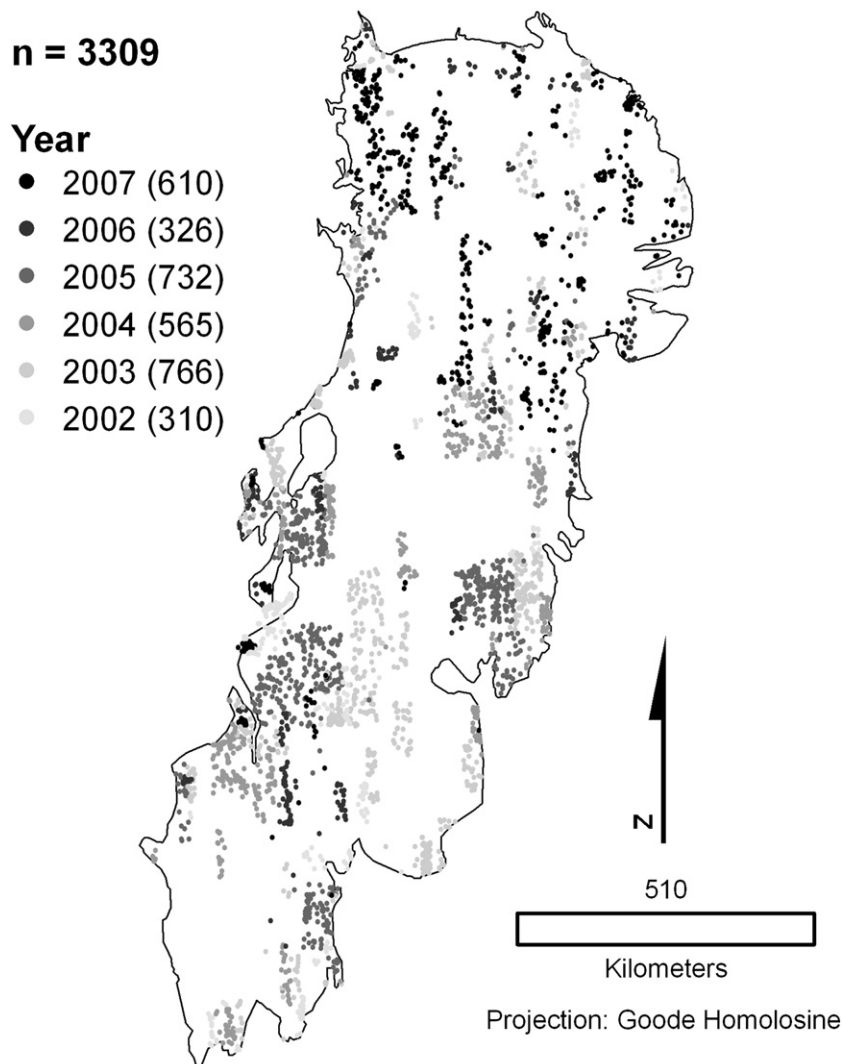 n = 3309
Year
2007 (610)
2006 (326)
2005 (732)
2004 (565)
2003 (766)
2002 (310)
N
510
Kilometers
Projection: Goode Homolosine